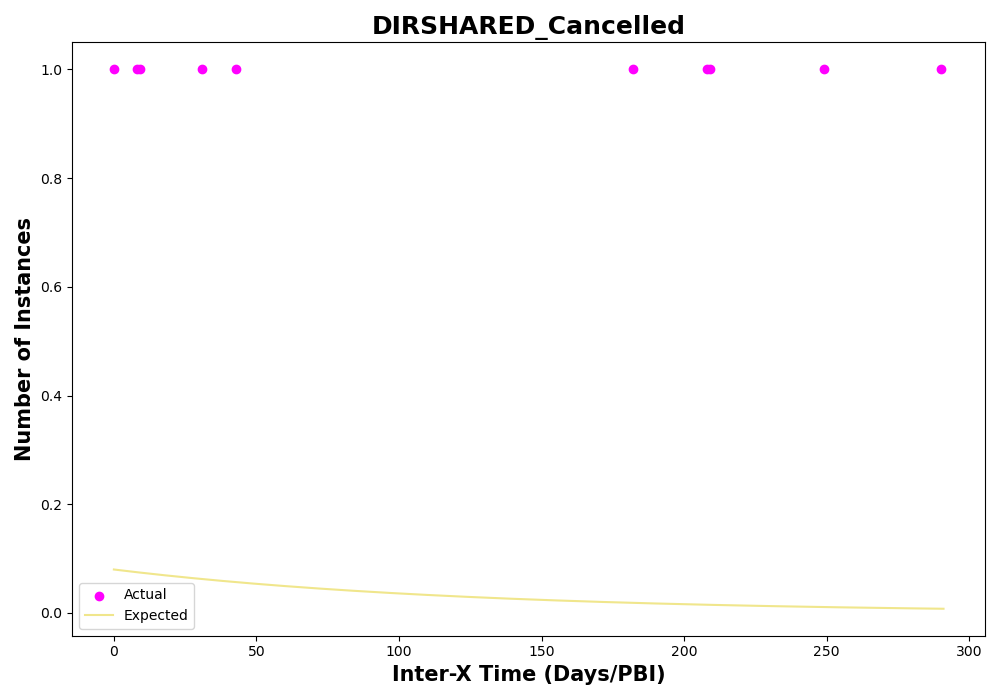 DIRSHARED_Cancelled
Number of Instances
1.0
0.8
0.6
0.4
0.2
0.0
Actual
Expected
0 50 100 150 200 250 300
Inter-X Time (Days/PBI)